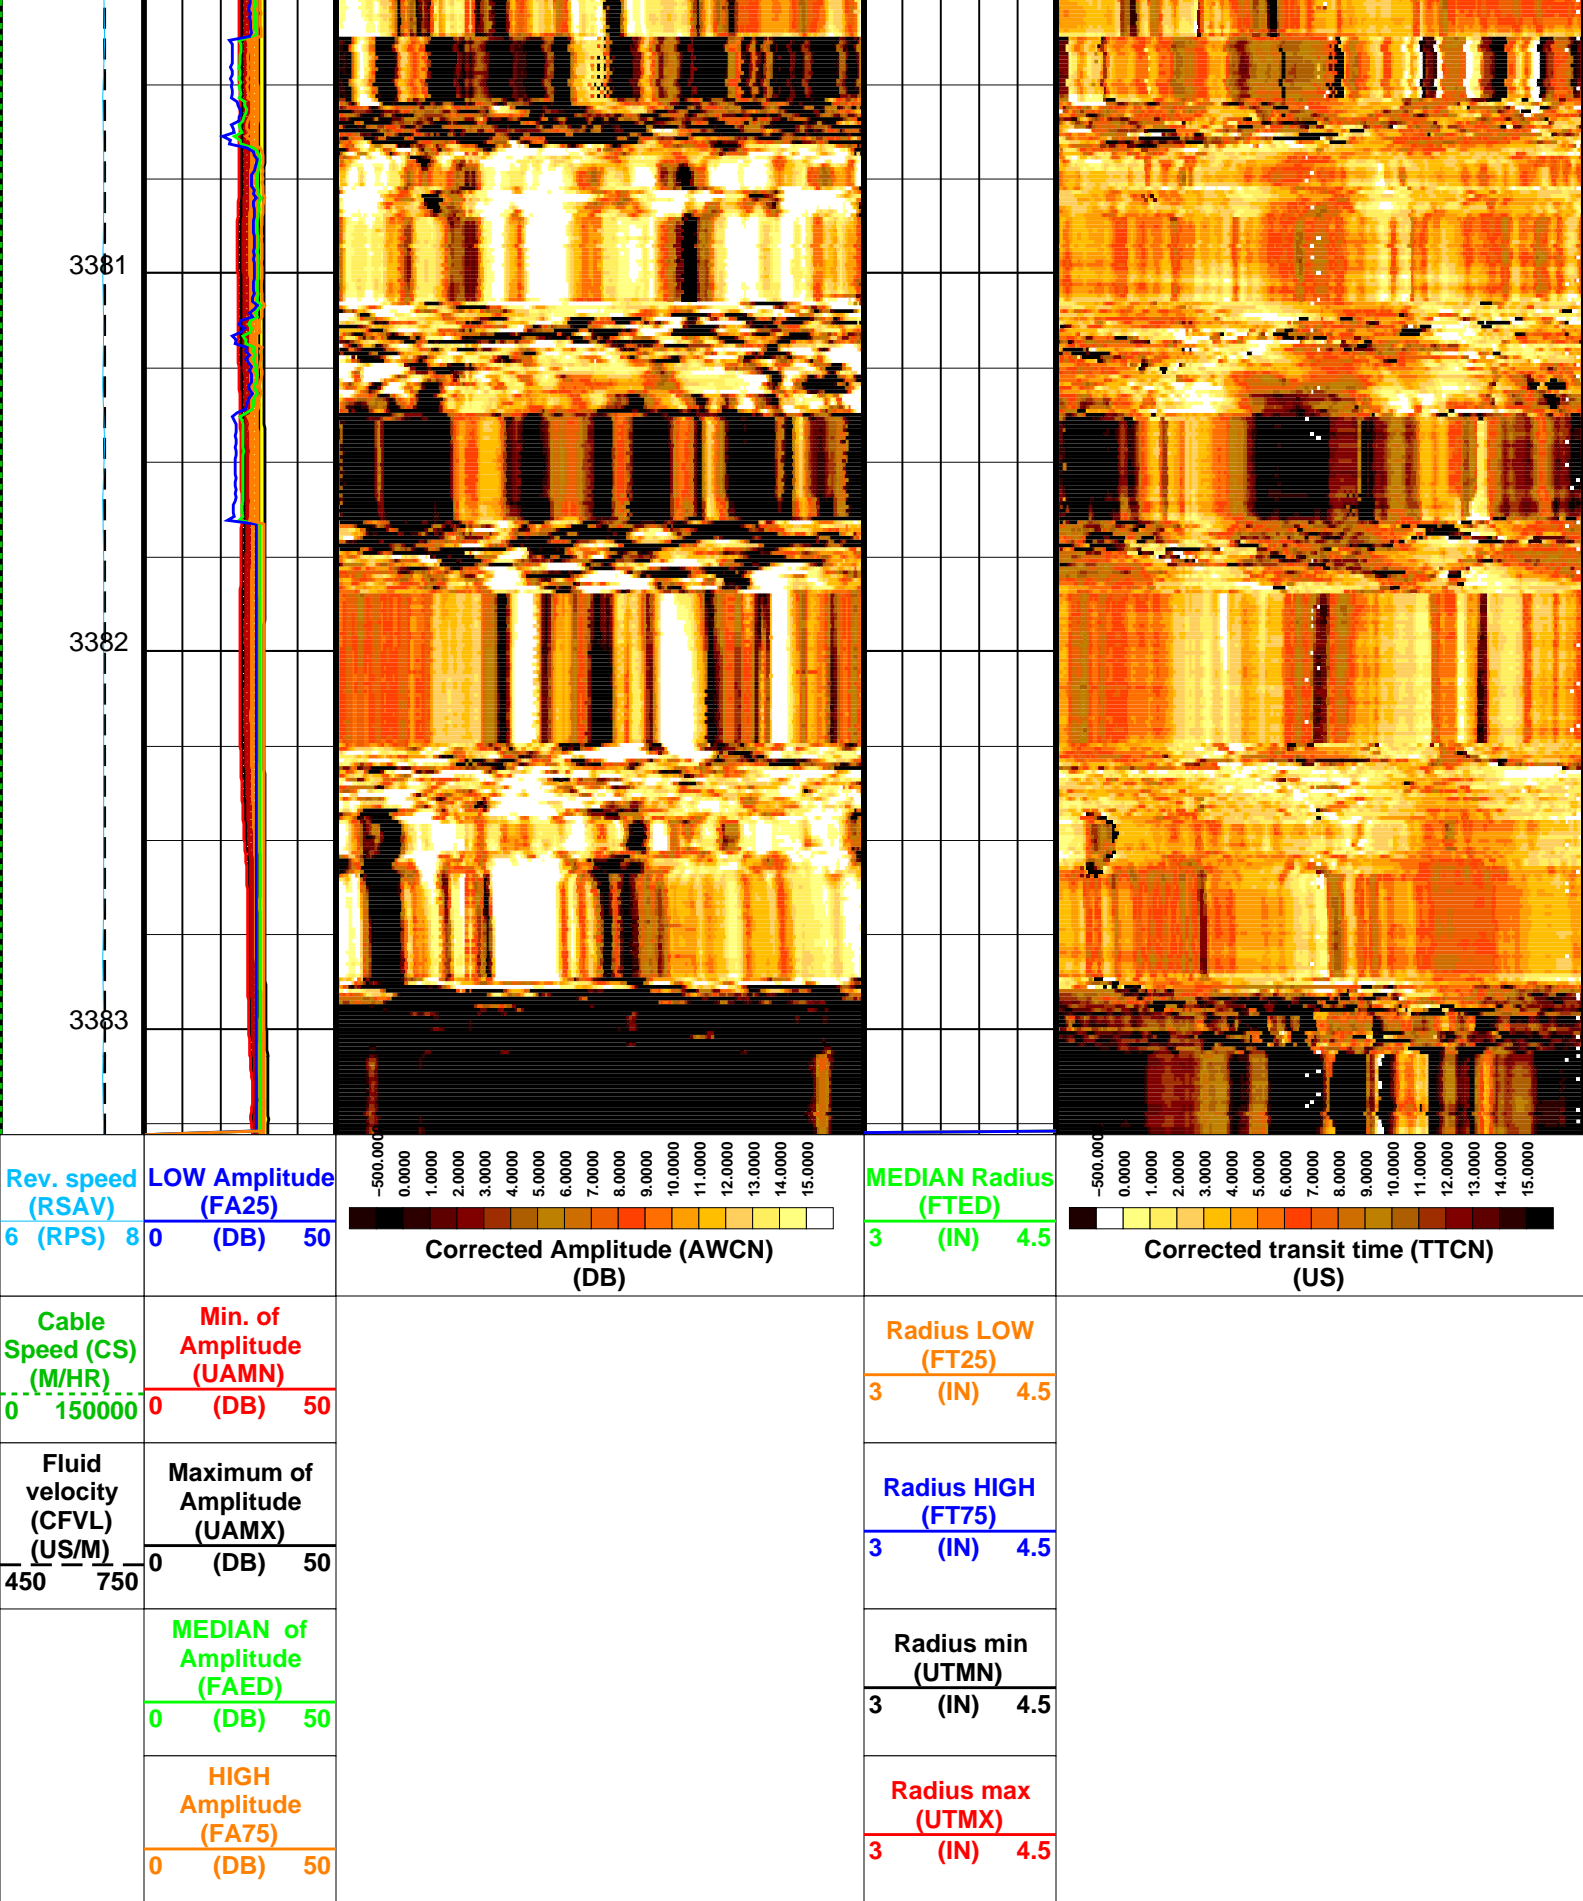 3381
3382
3383
Rev. speed
(RSAV)
6 (RPS) 8
LOW Amplitude
(FA25)
0 (DB) 50
−500.000
0.0000
1.0000
2.0000
3.0000
4.0000
5.0000
6.0000
7.0000
8.0000
9.0000
10.0000
11.0000
12.0000
13.0000
14.0000
15.0000
Corrected Amplitude (AWCN)
(DB)
MEDIAN Radius
(FTED)
3 (IN) 4.5
−500.000
0.0000
1.0000
2.0000
3.0000
4.0000
5.0000
6.0000
7.0000
8.0000
9.0000
10.0000
11.0000
12.0000
13.0000
14.0000
15.0000
Corrected transit time (TTCN)
(US)
Cable
Speed (CS)
(M/HR)
0 150000
Min. of
Amplitude
(UAMN)
0 (DB) 50
Radius LOW
(FT25)
3 (IN) 4.5
Fluid
velocity
(CFVL)
(US/M)
450 750
Maximum of
Amplitude
(UAMX)
0 (DB) 50
Radius HIGH
(FT75)
3 (IN) 4.5
MEDIAN of
Amplitude
(FAED)
0 (DB) 50
Radius min
(UTMN)
3 (IN) 4.5
HIGH
Amplitude
(FA75)
0 (DB) 50
Radius max
(UTMX)
3 (IN) 4.5